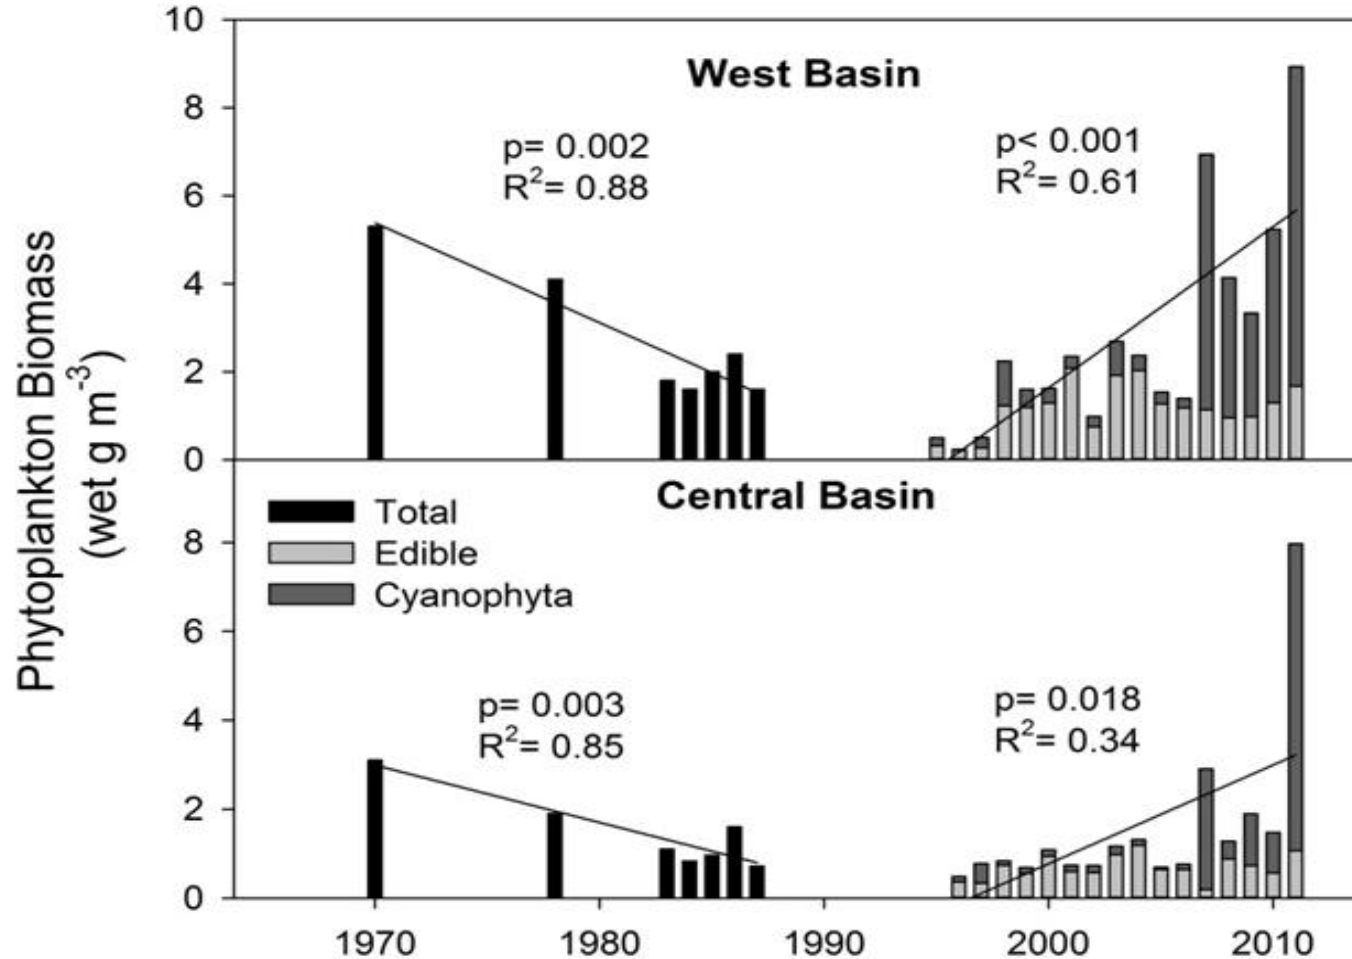 Phytoplankton Biomass
(wet g m⁻³)
10
8
6
4
2
0
West Basin
p= 0.002
R²= 0.88
p< 0.001
R²= 0.61
8
6
4
2
0
Central Basin
Total
Edible
Cyanophyta
p= 0.003
R²= 0.85
p= 0.018
R²= 0.34
1970 1980 1990 2000 2010